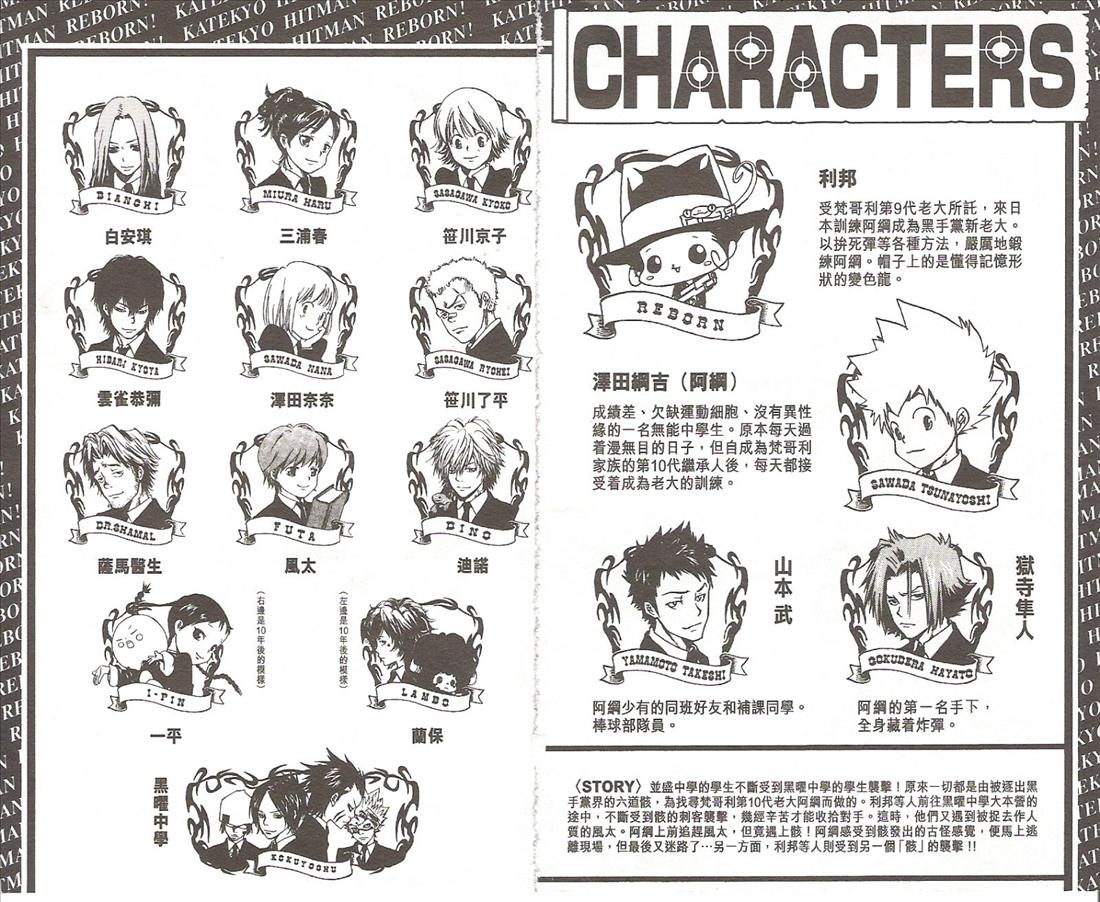 KATEKYO HITMAN REBORN!
CHARACTERS
REBORN
利邦
受梵哥利第9代老大所託，來日
本訓練阿綱成為黑手黨新老大。
以拚死彈等各種方法，嚴厲地鍛
練阿綱。帽子上的是懂得記憶形
狀的變色龍。
SAWADA TSUNAYOSHI
澤田綱吉（阿綱）
成績差、欠缺運動細胞、沒有異性
緣的一名無能中學生。原本每天過
着漫無目的日子，但自成為梵哥利
家族的第10代繼承人後，每天都接
受着成為老大的訓練。
GOKUDERA HAYATO
獄寺隼人
阿綱的第一名手下，
全身藏着炸彈。
YAMAMOTO TAKESHI
山本 武
阿綱少有的同班好友和補課同學。
棒球部隊員。
〈STORY〉並盛中學的學生不斷受到黑曜中學的學生襲擊！原來一切都是由被逐出黑
手黨界的六道骸，為找尋梵哥利第10代老大阿綱而做的。利邦等人前往黑曜中學大本營的
途中，不斷受到骸的刺客襲擊，幾經辛苦才能收拾對手。這時，他們又遇到被捉去作人
質的風太。阿綱上前追趕風太，但竟遇上骸！阿綱感受到骸發出的古怪感覺，便馬上逃
離現場，但最後又迷路了…另一方面，利邦等人則受到另一個「骸」的襲擊!!
SASAGAWA KYOKO
笹川京子
MIURA HARU
三浦春
BIANCHI
白安琪
SASAGAWA RYOHEI
笹川了平
SAWADA NANA
澤田奈奈
HIBARI KYOYA
雲雀恭彌
DINO
迪諾
FUTA
風太
DR.SHAMAL
薩馬醫生
LAMBO
蘭保
（左邊是10年後的模樣）
I-PIN
一平
（右邊是10年後的模樣）
KOKUYOSHU
黑曜中學